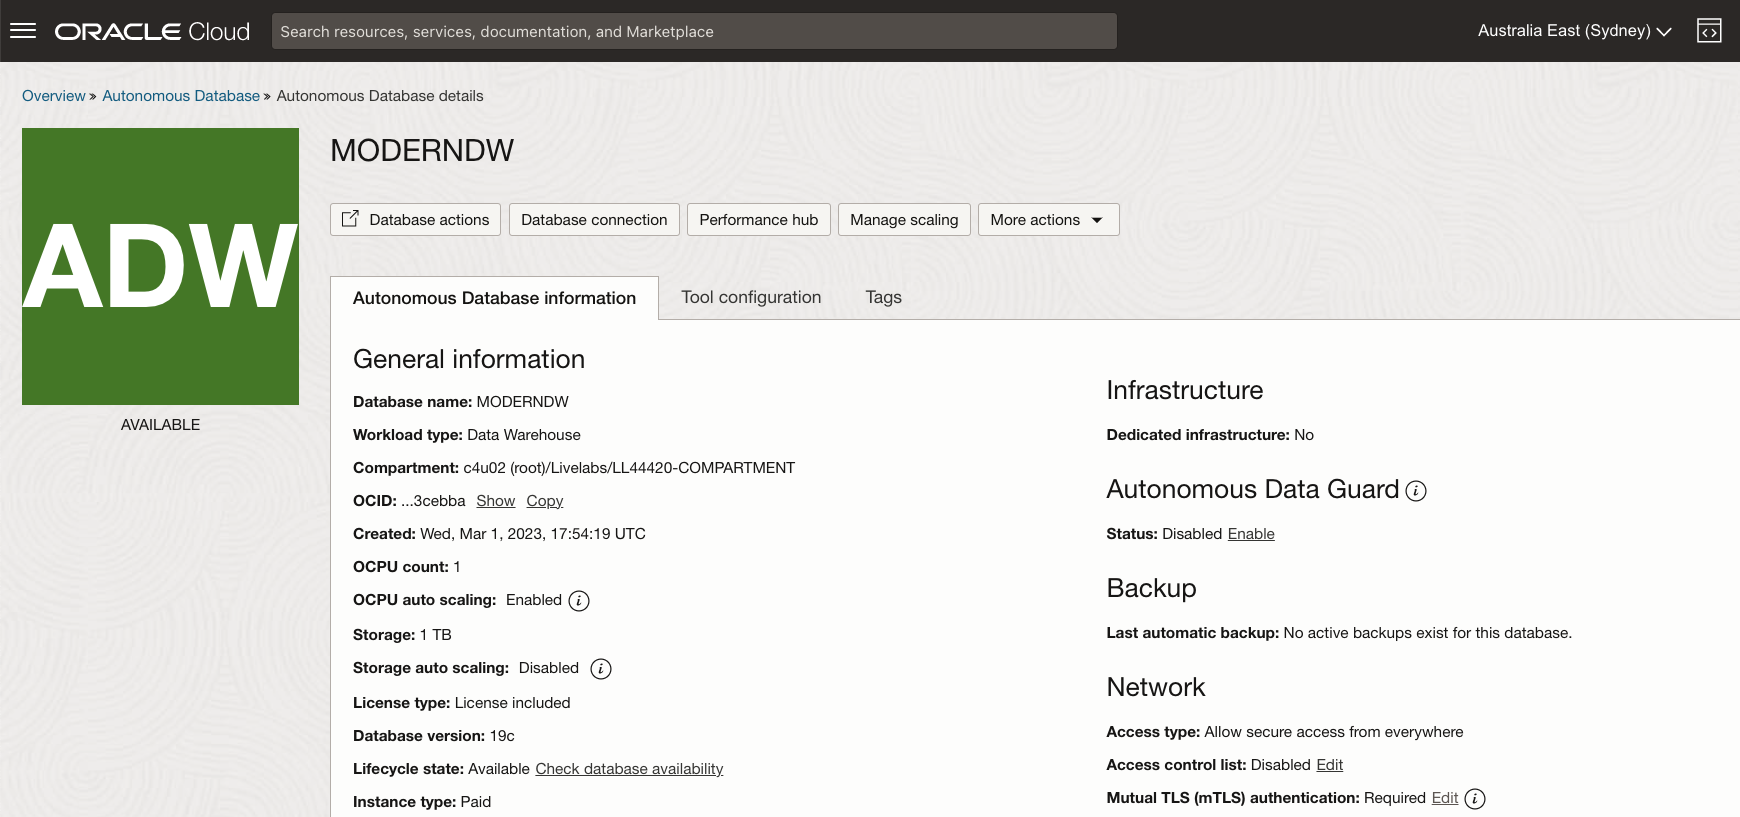 ORACLE Cloud
Search resources, services, documentation, and Marketplace
Australia East (Sydney)
Overview » Autonomous Database » Autonomous Database details
ADW
AVAILABLE
MODERNDW
Database actions
Database connection
Performance hub
Manage scaling
More actions
Autonomous Database information
Tool configuration
Tags
General information
Database name: MODERNDW
Workload type: Data Warehouse
Compartment: c4u02 (root)/Livelabs/LL44420-COMPARTMENT
OCID: ...3cebba Show Copy
Created: Wed, Mar 1, 2023, 17:54:19 UTC
OCPU count: 1
OCPU auto scaling: Enabled
Storage: 1 TB
Storage auto scaling: Disabled
License type: License included
Database version: 19c
Lifecycle state: Available Check database availability
Instance type: Paid
Infrastructure
Dedicated infrastructure: No
Autonomous Data Guard
Status: Disabled Enable
Backup
Last automatic backup: No active backups exist for this database.
Network
Access type: Allow secure access from everywhere
Access control list: Disabled Edit
Mutual TLS (mTLS) authentication: Required Edit